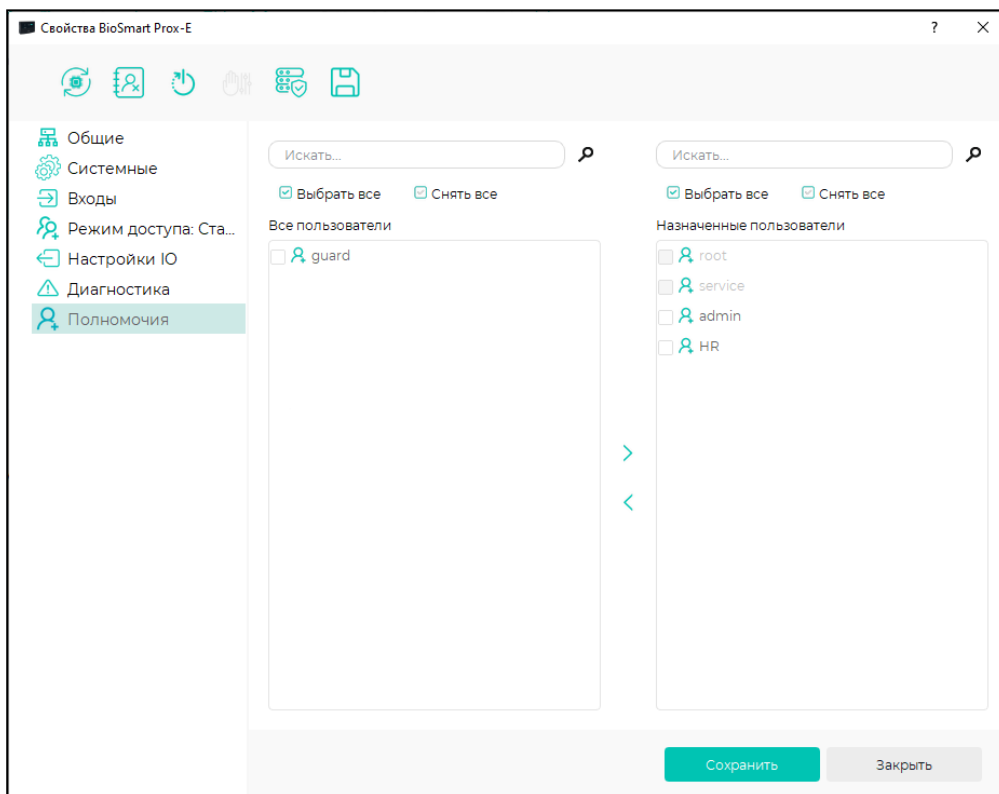 Свойства BioSmart Prox-E
?
Общие
Системные
Входы
Режим доступа: Ста...
Настройки IO
Диагностика
Полномочия
Искать...
Выбрать все Снять все
Все пользователи
guard
Искать...
Выбрать все Снять все
Назначенные пользователи
root
service
admin
HR
Сохранить Закрыть